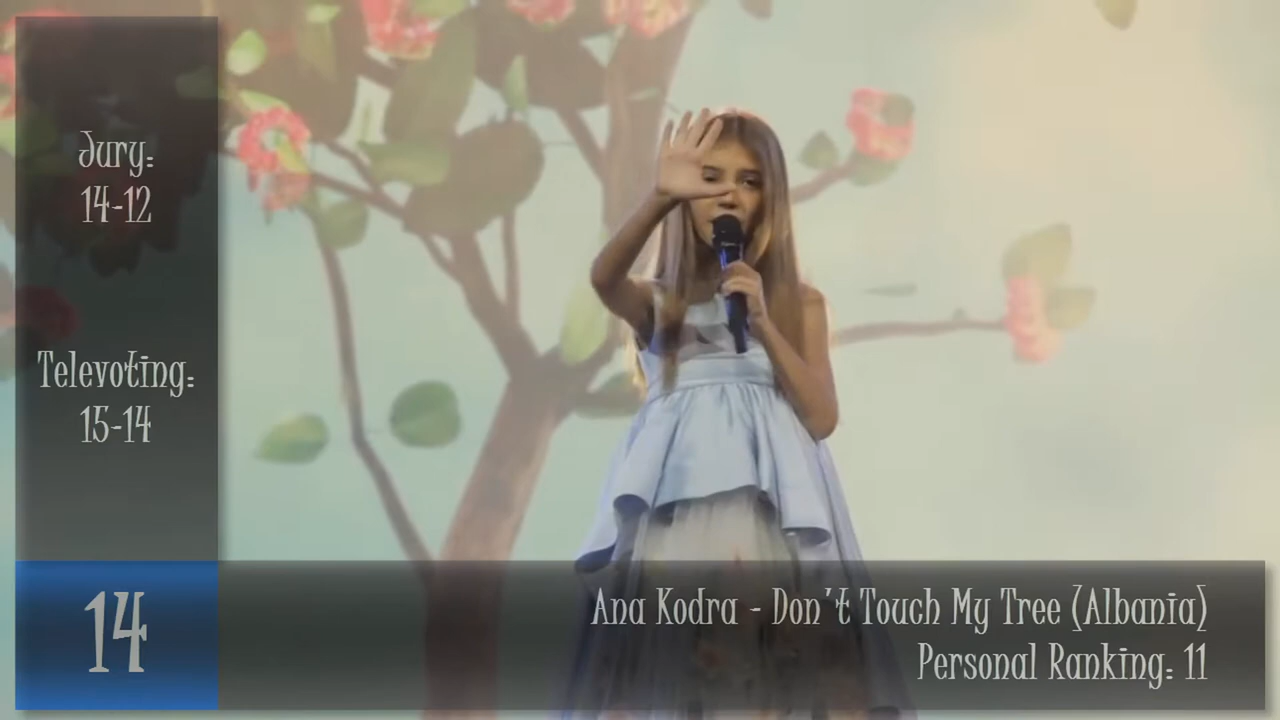 Jury:
14-12
Televoting:
15-14
14
Ana Kodra - Don't Touch My Tree (Albania)
Personal Ranking: 11